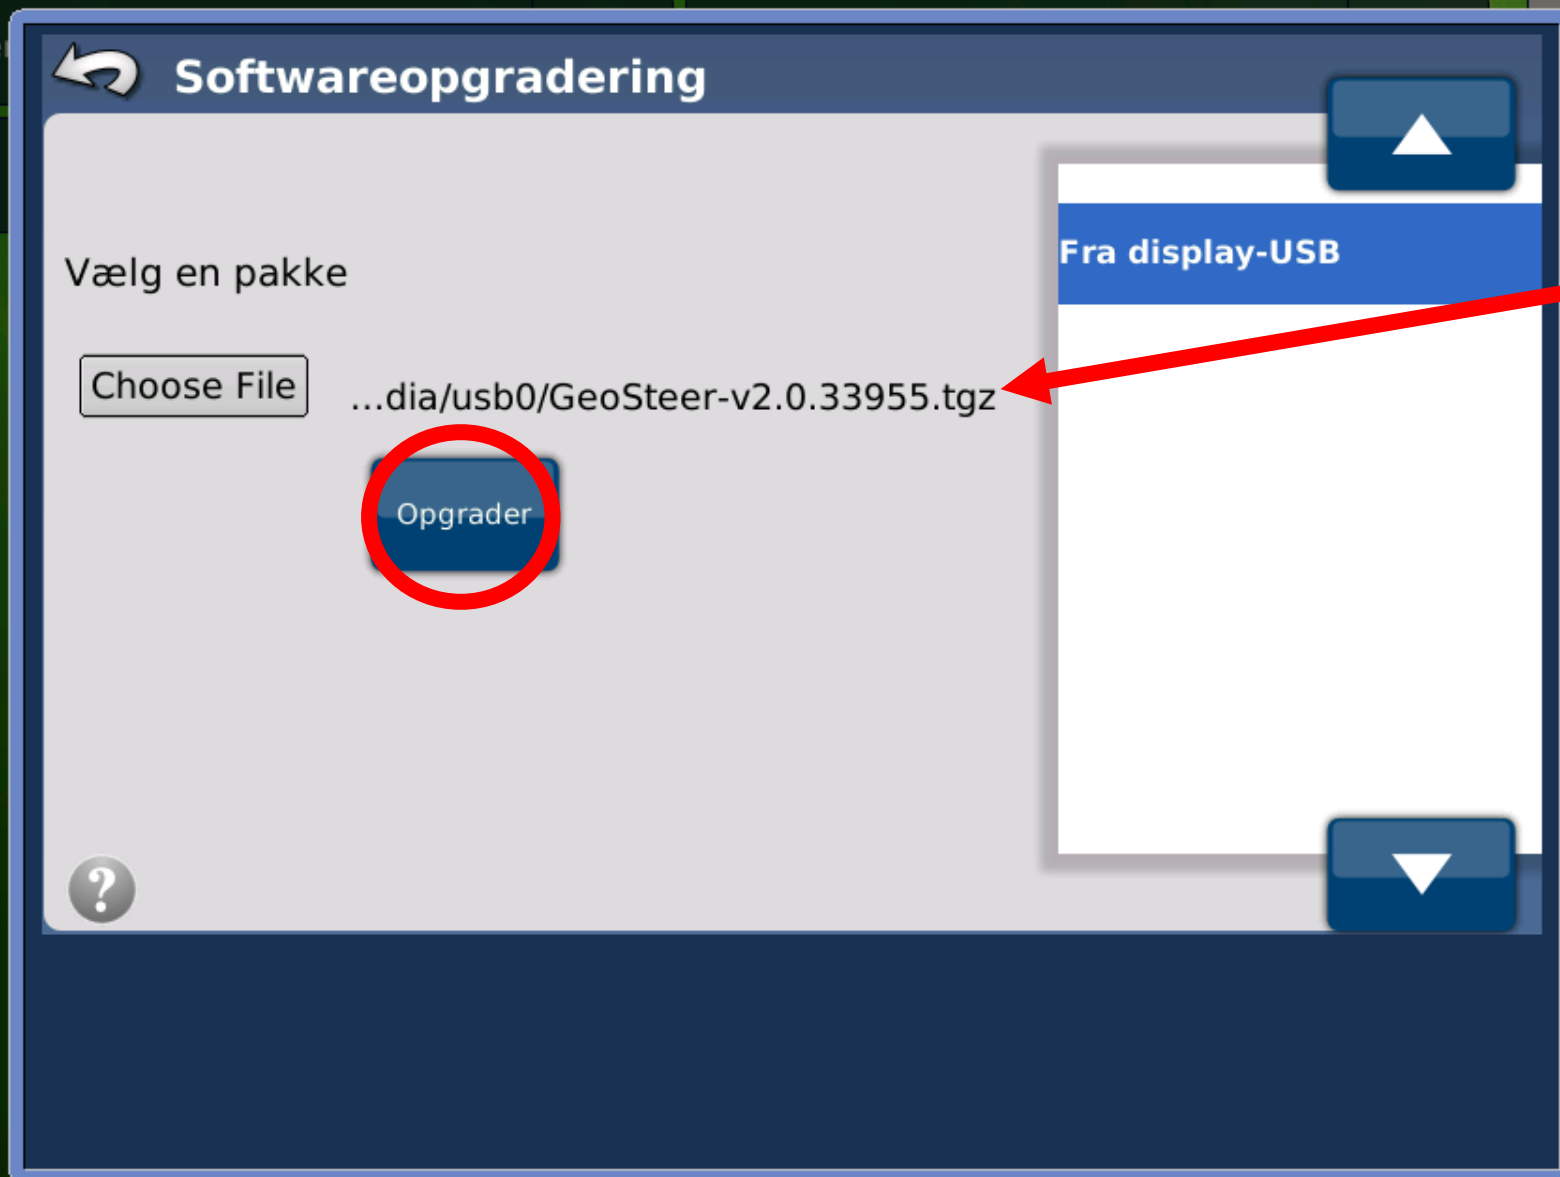 Softwareopgradering
Fra display-USB
Vælg en pakke
Choose File
...dia/usb0/GeoSteer-v2.0.33955.tgz
Opgrader
?